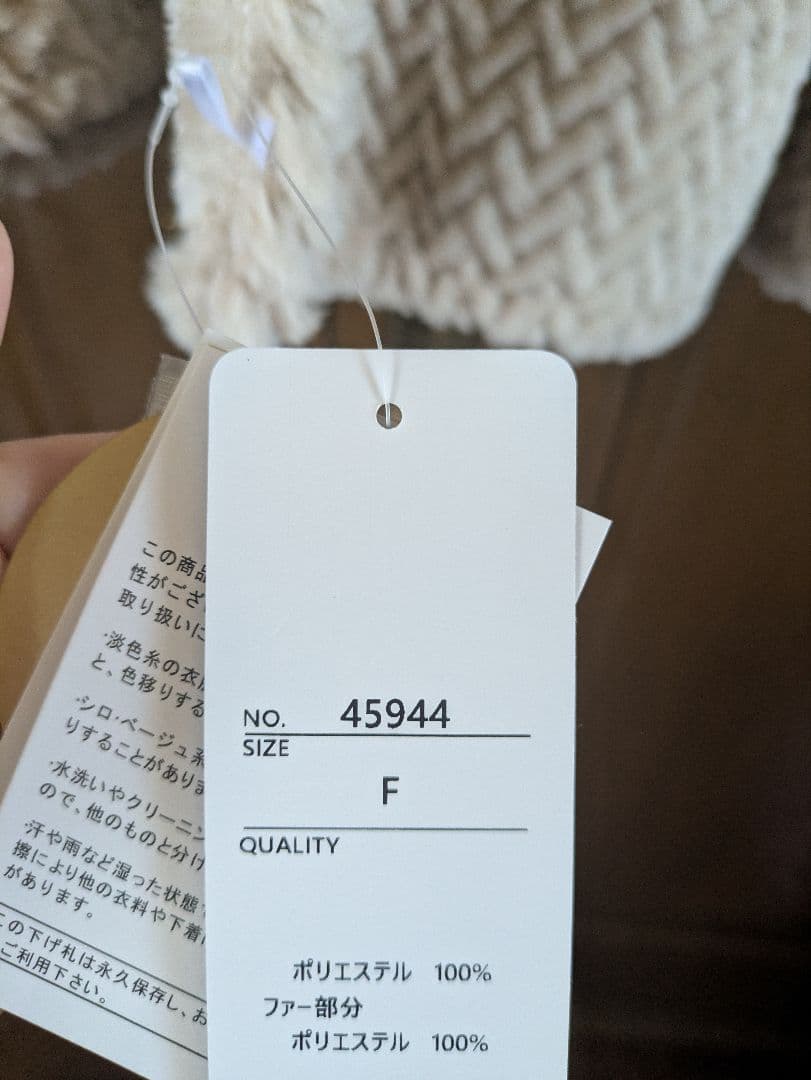 NO. 45944
SIZE
F
QUALITY
ポリエステル 100%
ファー部分
ポリエステル 100%
この商品
性がござ
取り扱いに
・淡色糸の衣
と、色移りする
・シロ・ベージュ系
りすることがありま
・水洗いやクリーニン
ので、他のものと分け
・汗や雨など湿った状態
擦により他の衣料や下着に
があります。
この下げ札は永久保存し、お
ご利用下さい。